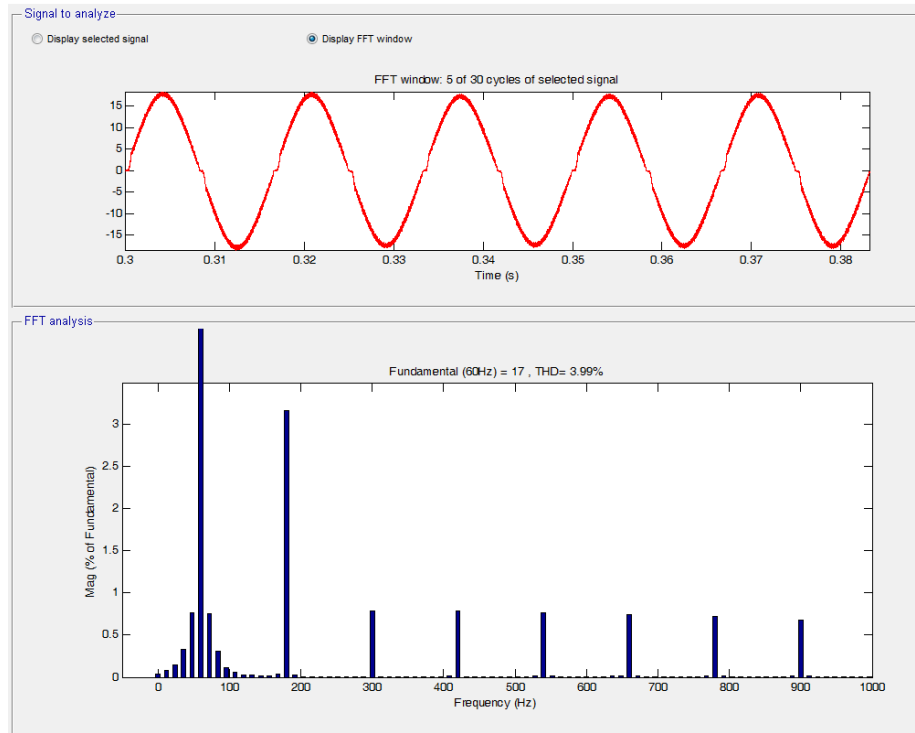 Signal to analyze
Display selected signal
Display FFT window
FFT window: 5 of 30 cycles of selected signal
15
10
5
0
-5
-10
-15
0.3 0.31 0.32 0.33 0.34 0.35 0.36 0.37 0.38
Time (s)
FFT analysis
Fundamental (60Hz) = 17 , THD= 3.99%
3
2.5
2
1.5
1
0.5
0
Mag (% of Fundamental)
0 100 200 300 400 500 600 700 800 900 1000
Frequency (Hz)